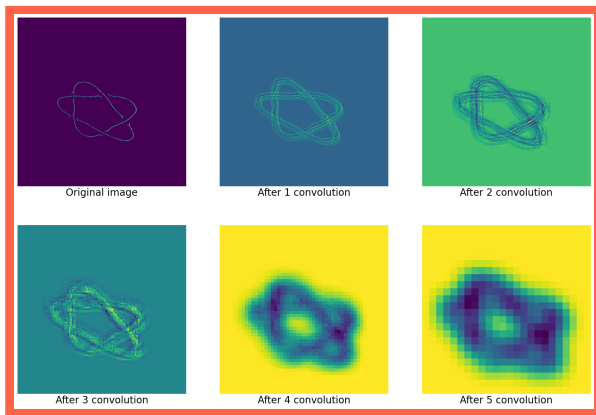 Original image
After 1 convolution
After 2 convolution
After 3 convolution
After 4 convolution
After 5 convolution